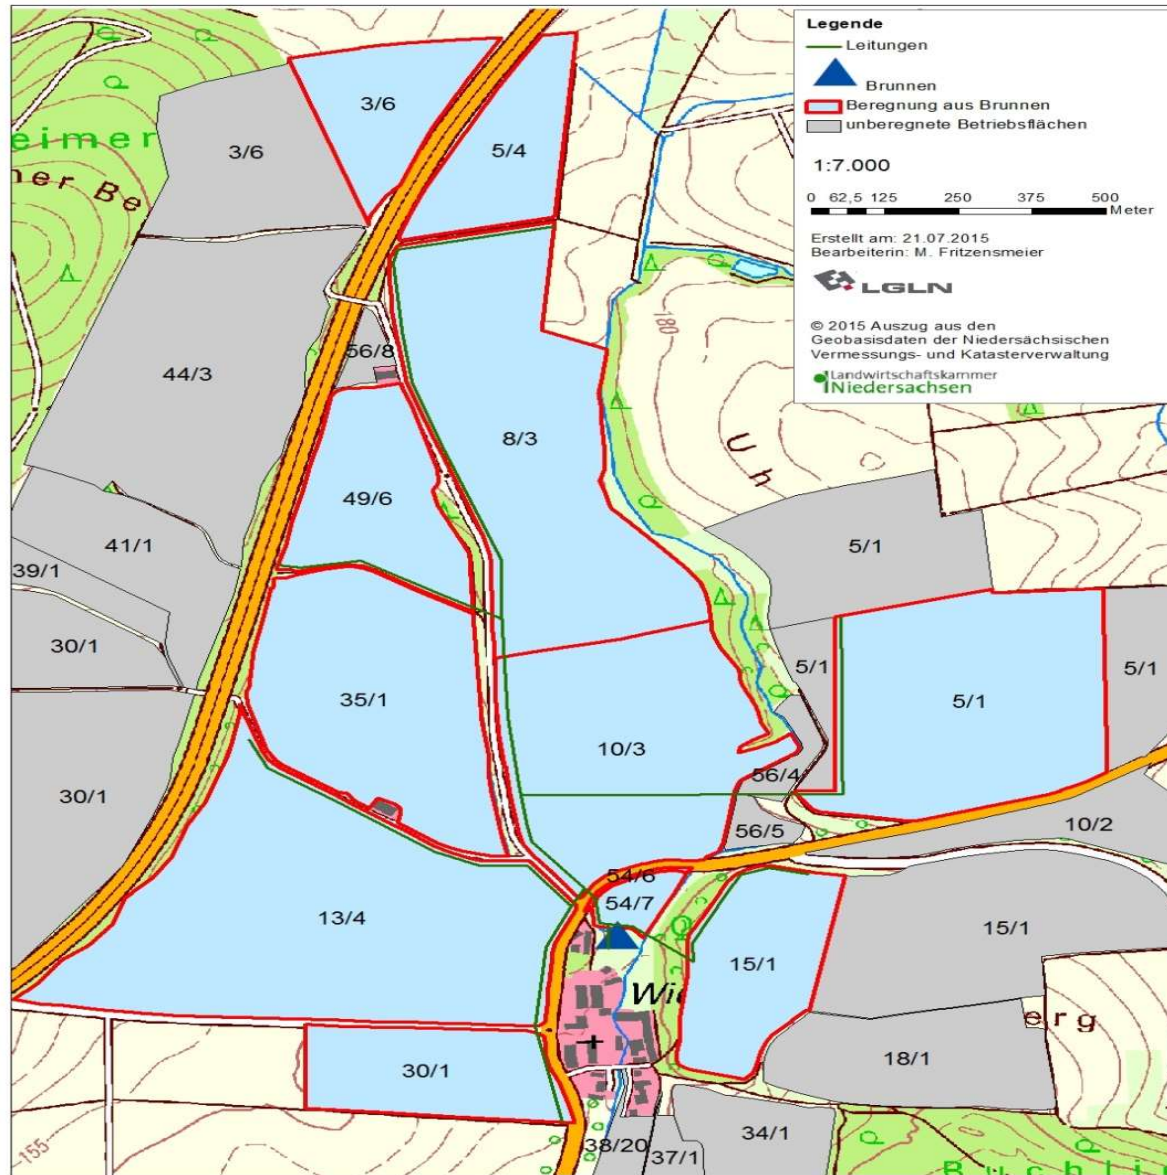 Legende
Leitungen
Brunnen
Beregnung aus Brunnen
unberegnete Betriebsflächen
1:7.000
0 62,5 125 250 375 500
Meter
Erstellt am: 21.07.2015
Bearbeiterin: M. Fritzensmeier
LGLN
© 2015 Auszug aus den
Geobasisdaten der Niedersächsischen
Vermessungs- und Katasterverwaltung
Landwirtschaftskammer
Niedersachsen
3/6
5/4
3/6
eimer
ner Be
180
56/8
44/3
8/3
U h
49/6
41/1
5/1
39/1
30/1
5/1
5/1
5/1
35/1
10/3
56/4
30/1
56/5
10/2
54/6
54/7
13/4
15/1
15/1
Wie
erg
18/1
30/1
34/1
38/20
37/1
155